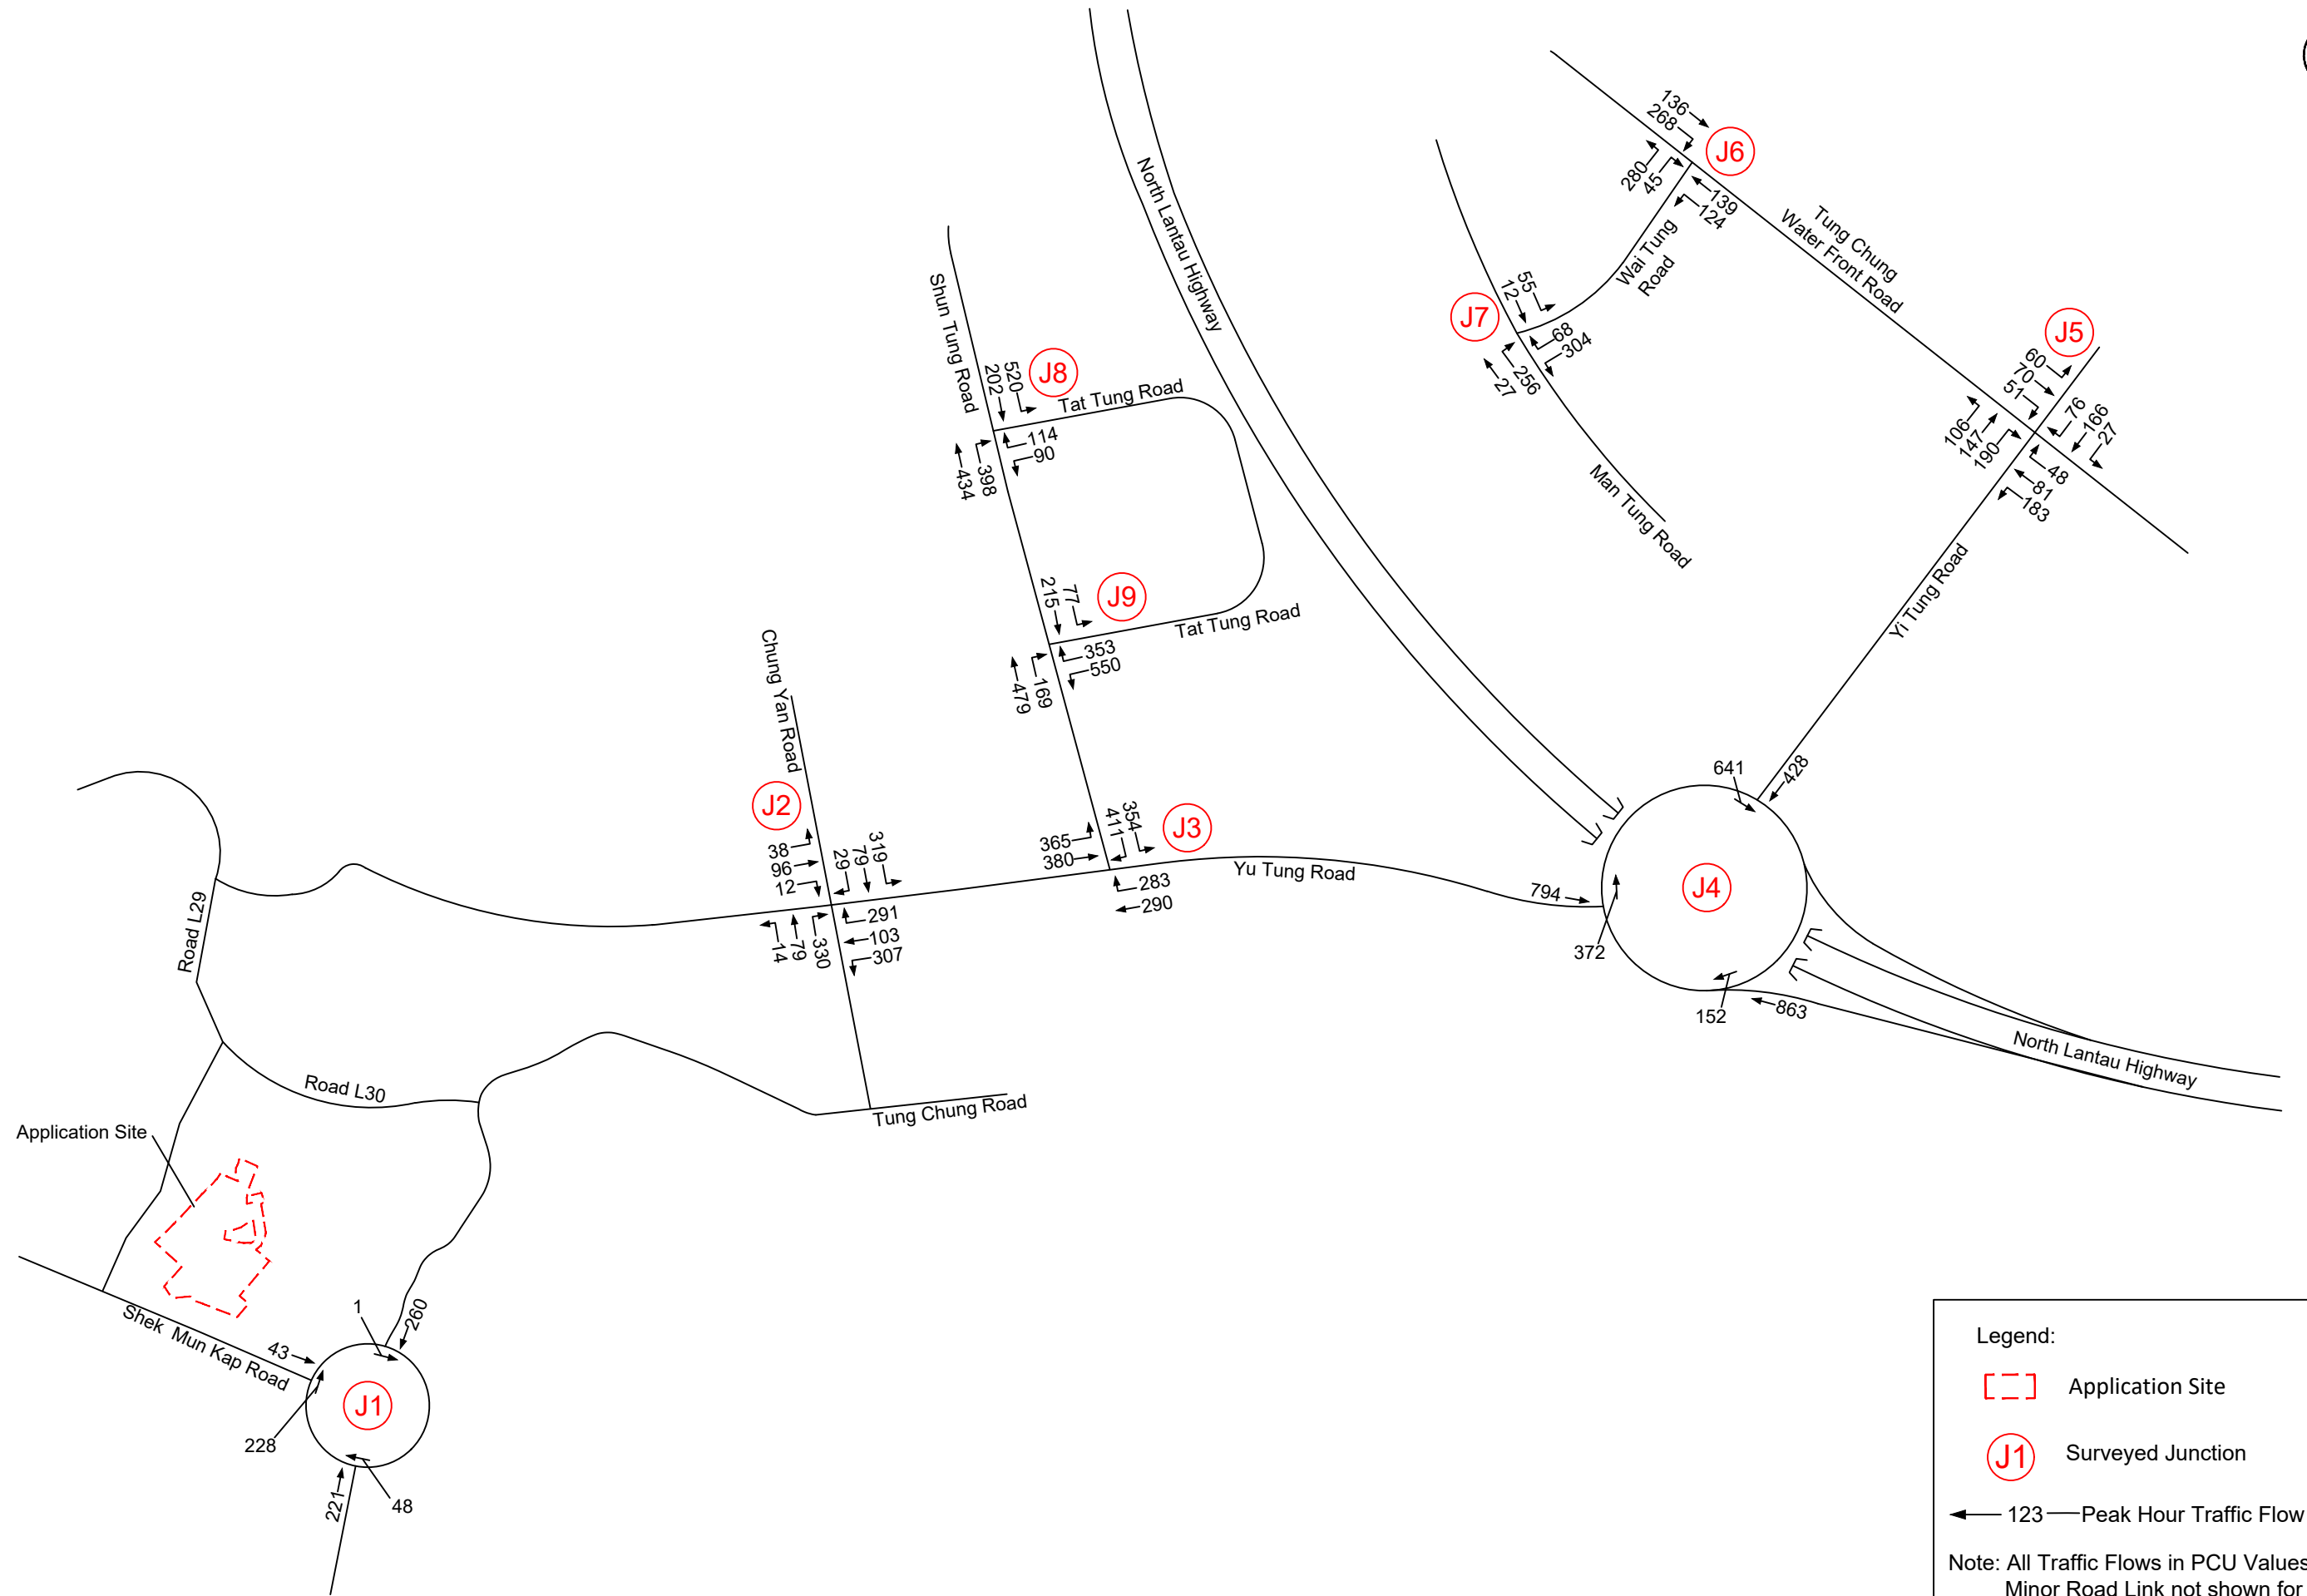 136
268
J6
280
45
139
124
Tung Chung
Water Front Road
Wai Tung
Road
North Lantau Highway
55
12
J7
68
304
256
27
Man Tung Road
J5
60
70
51
76
166
27
106
147
190
48
81
183
Yi Tung Road
Shun Tung Road
520
202
J8
Tat Tung Road
114
90
398
434
215
77
J9
Tat Tung Road
353
550
169
479
Chung Yan Road
J2
38
96
12
29
79
319
291
103
307
14
79
330
365
380
411
354
J3
283
290
Yu Tung Road
641
428
794
J4
372
152
863
North Lantau Highway
Road L29
Road L30
Tung Chung Road
Application Site
Shek Mun Kap Road
43
1
260
J1
228
221
48
Legend:
Application Site
J1 Surveyed Junction
123 Peak Hour Traffic Flow
Note: All Traffic Flows in PCU Values
Minor Road Link not shown for